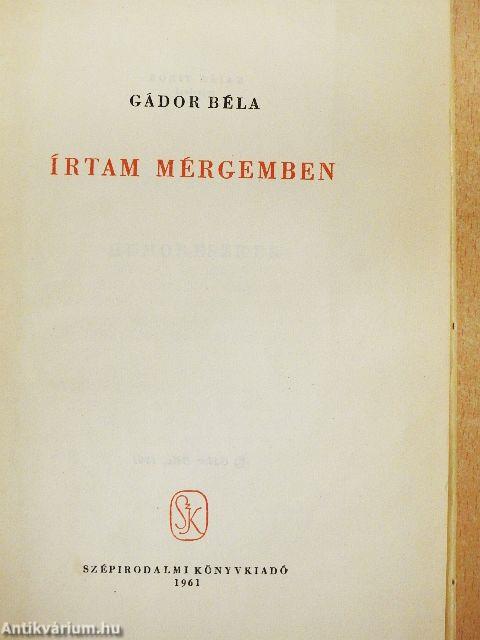 GÁDOR BÉLA
ÍRTAM MÉRGEMBEN
SzK
SZÉPIRODALMI KÖNYVKIADÓ
1961
Antikvárium.hu